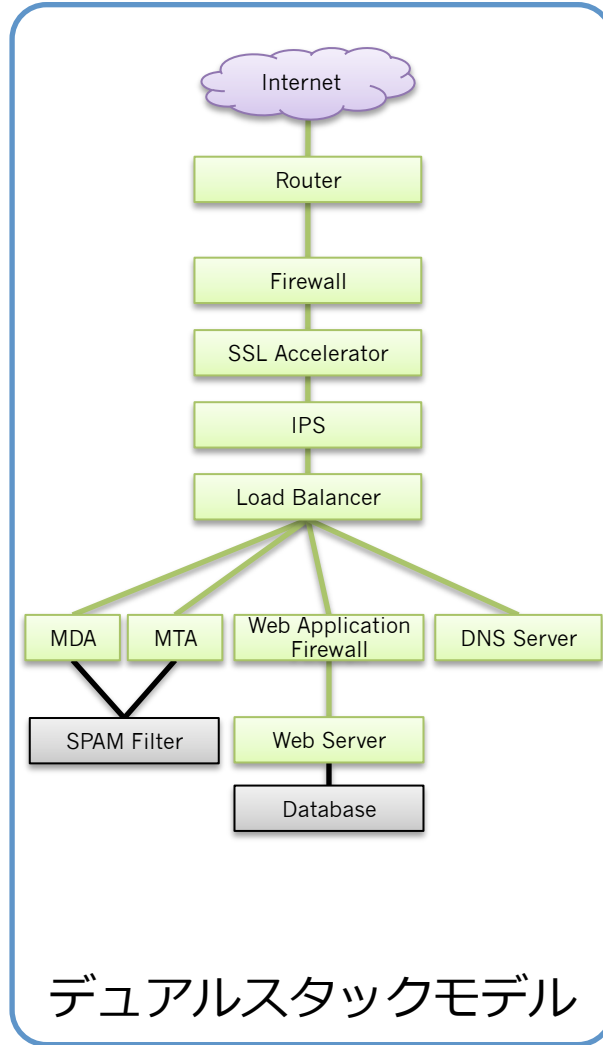 Internet
Router
Firewall
SSL Accelerator
IPS
Load Balancer
MDA
MTA
Web Application
Firewall
DNS Server
SPAM Filter
Web Server
Database
デュアルスタックモデル